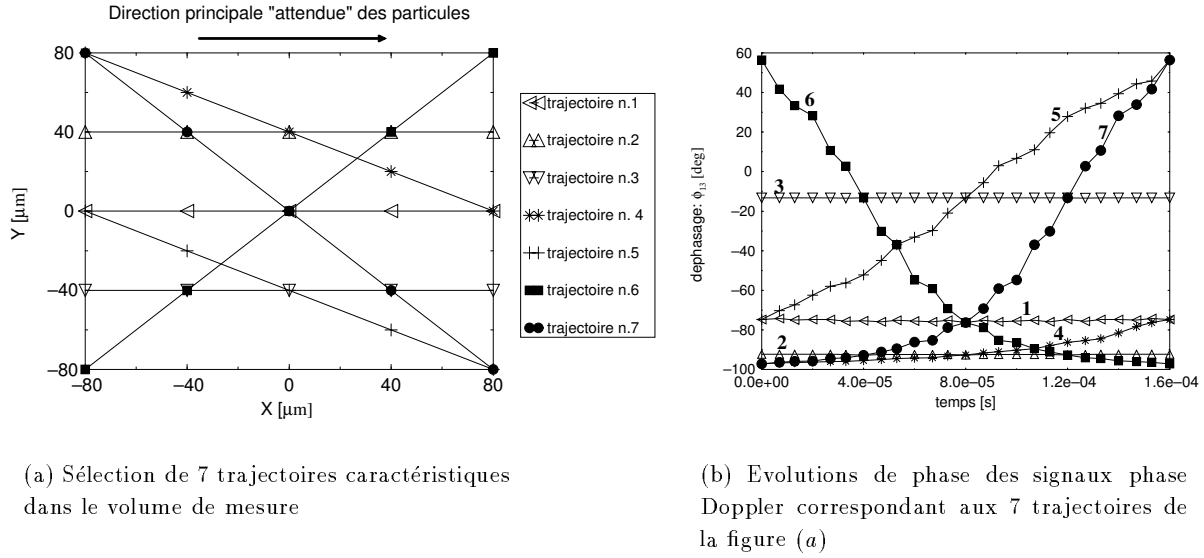 Direction principale "attendue" des particules
80
40
0
−40
−80
Y [μm]
−80 −40 0 40 80
X [μm]
trajectoire n.1
trajectoire n.2
trajectoire n.3
trajectoire n. 4
trajectoire n.5
trajectoire n.6
trajectoire n.7
60
40
20
0
−20
−40
−60
−80
−100
dephasage: ϕ13 [deg]
6
5
7
3
1
2
4
0.0e+00 4.0e−05 8.0e−05 1.2e−04 1.6e−04
temps [s]
(a) Sélection de 7 trajectoires caractéristiques
dans le volume de mesure
(b) Evolutions de phase des signaux phase
Doppler correspondant aux 7 trajectoires de
la figure (a)